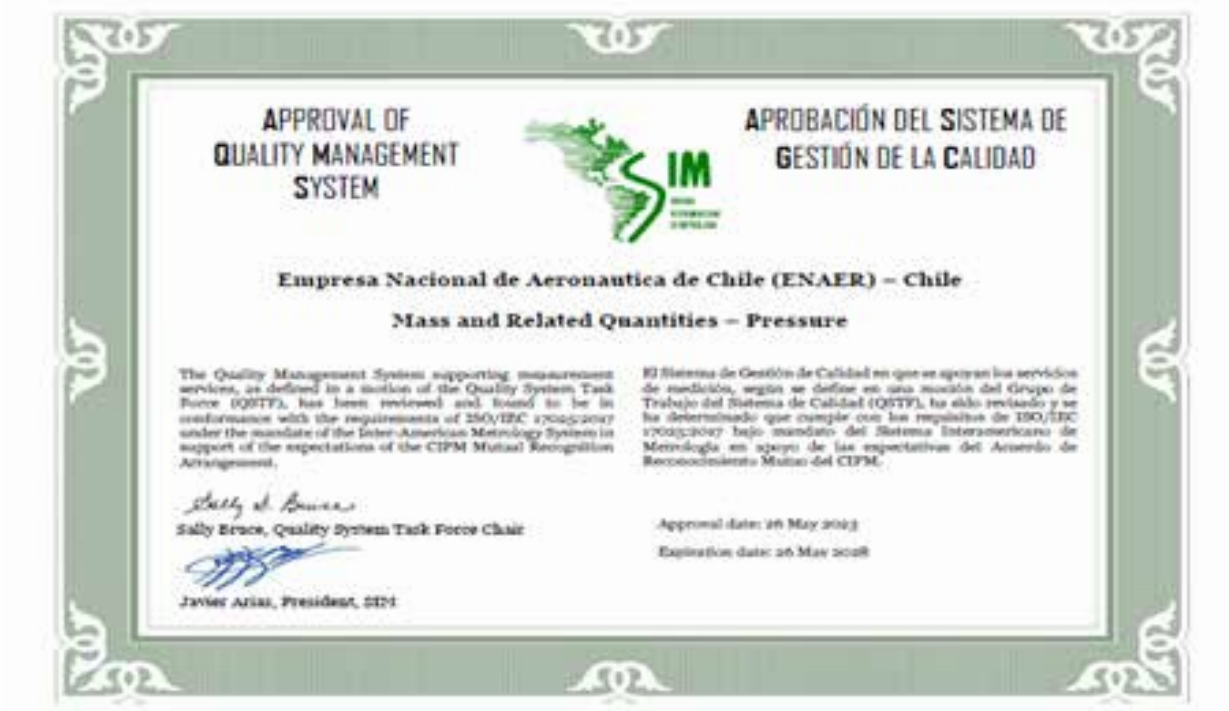 APPROVAL OF
QUALITY MANAGEMENT
SYSTEM
SIM
APROBACIÓN DEL SISTEMA DE
GESTIÓN DE LA CALIDAD
Empresa Nacional de Aeronautica de Chile (ENAER) – Chile
Mass and Related Quantities – Pressure
The Quality Management System supporting measurement
services, as defined in a motion of the Quality System Task
Force (QSTF), has been reviewed and found to be in
conformance with the requirements of ISO/IEC 17025:2017
under the mandate of the Inter-American Metrology System in
support of the expectations of the CIPM Mutual Recognition
Arrangement.
El Sistema de Gestión de Calidad en que se apoyan los servicios
de medición, según se define en una moción del Grupo de
Trabajo del Sistema de Calidad (QSTF), ha sido revisado y se
ha determinado que cumple con los requisitos de ISO/IEC
17025:2017 bajo mandato del Sistema Interamericano de
Metrología en apoyo de las expectativas del Acuerdo de
Reconocimiento Mutuo del CIPM.
Sally S. Bruce
Sally Bruce, Quality System Task Force Chair
Javier Arias, President, SIM
Approval date: 26 May 2023
Expiration date: 26 May 2028